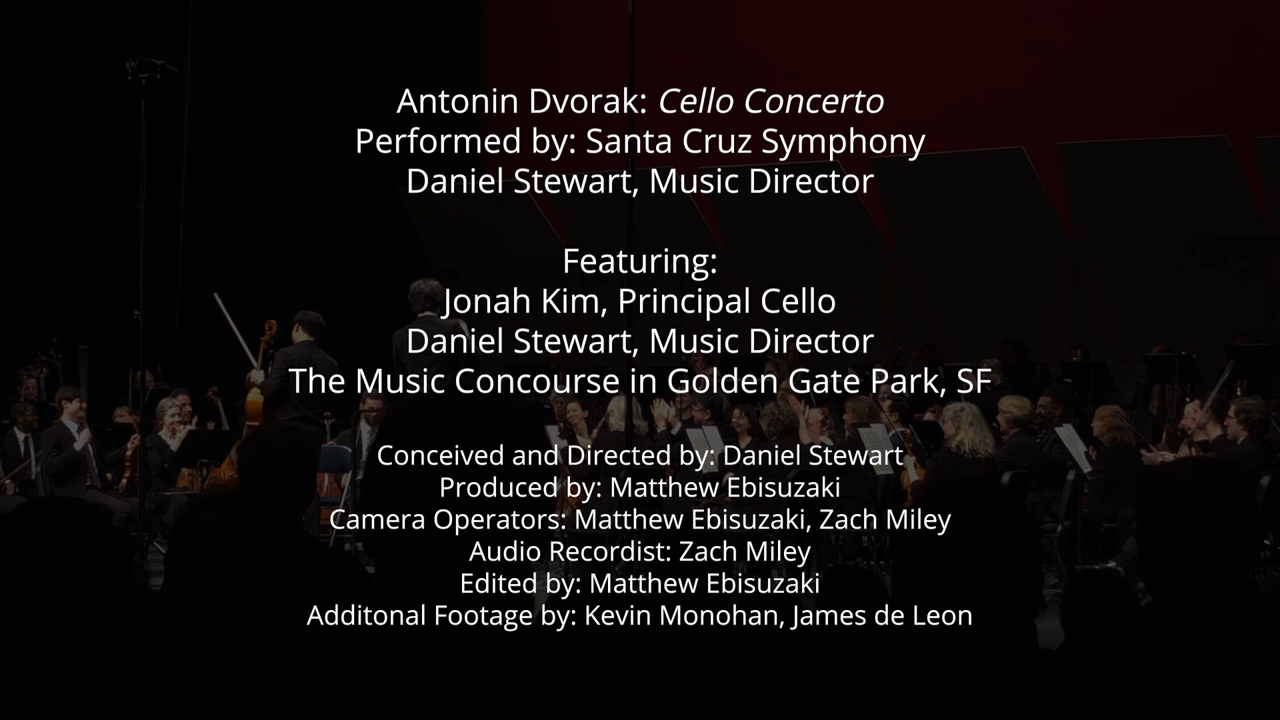 Antonin Dvorak: Cello Concerto
Performed by: Santa Cruz Symphony
Daniel Stewart, Music Director
Featuring:
Jonah Kim, Principal Cello
Daniel Stewart, Music Director
The Music Concourse in Golden Gate Park, SF
Conceived and Directed by: Daniel Stewart
Produced by: Matthew Ebisuzaki
Camera Operators: Matthew Ebisuzaki, Zach Miley
Audio Recordist: Zach Miley
Edited by: Matthew Ebisuzaki
Additonal Footage by: Kevin Monohan, James de Leon